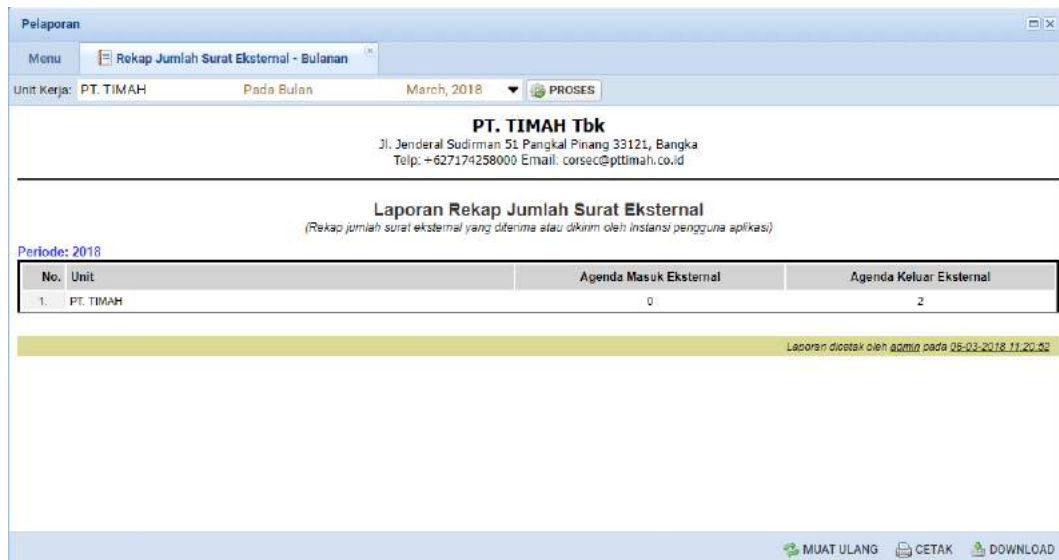 Pelaporan
Menu Rekap Jumlah Surat Eksternal - Bulanan
Unit Kerja: PT. TIMAH Pada Bulan March, 2018 PROSES
PT. TIMAH Tbk
Jl. Jenderal Sudirman 51 Pangkal Pinang 33121, Bangka
Telp: +627174258000 Email: corsec@pttimah.co.id
Laporan Rekap Jumlah Surat Eksternal
(Rekap jumlah surat eksternal yang diterima atau dikirim oleh instansi pengguna aplikasi)
Periode: 2018
No. Unit Agenda Masuk Eksternal Agenda Keluar Eksternal
1. PT. TIMAH 0 2
Laporan dicetak oleh admin pada 06-03-2018 11:20:52
MUAT ULANG CETAK DOWNLOAD